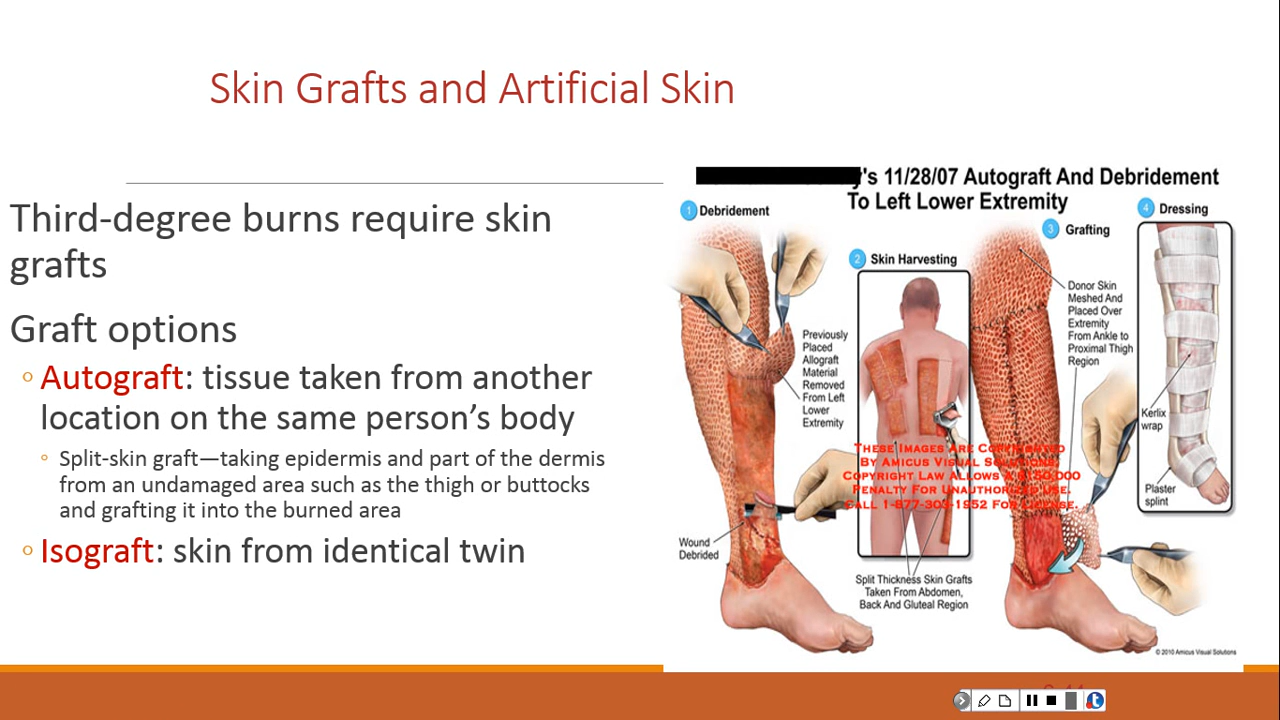 Skin Grafts and Artificial Skin
Third-degree burns require skin
grafts
Graft options
Autograft: tissue taken from another
location on the same person's body
Split-skin graft—taking epidermis and part of the dermis
from an undamaged area such as the thigh or buttocks
and grafting it into the burned area
Isograft: skin from identical twin
's 11/28/07 Autograft And Debridement
To Left Lower Extremity
1 Debridement
Previously
Placed
Allograft
Material
Removed
From Left
Lower
Extremity
Wound
Debrided
2 Skin Harvesting
Split Thickness Skin Grafts
Taken From Abdomen,
Back And Gluteal Region
3 Grafting
Donor Skin
Meshed And
Placed Over
Extremity
From Ankle to
Proximal Thigh
Region
4 Dressing
Kerlix
wrap
Plaster
splint
These Images Are Copyrighted
By Amicus Visual Solutions.
Copyright Law Allows A $150,000
Penalty For Unauthorized Use.
Call 1-877-303-1952 For License.
© 2010 Amicus Visual Solutions